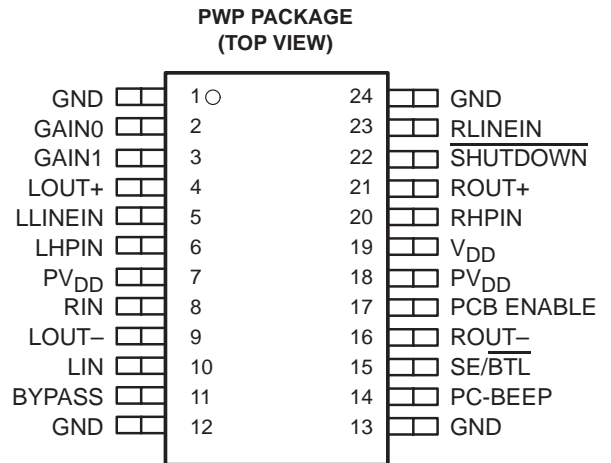 PWP PACKAGE
(TOP VIEW)
GND 1 24 GND
GAIN0 2 23 RLINEIN
GAIN1 3 22 SHUTDOWN
LOUT+ 4 21 ROUT+
LLINEIN 5 20 RHPIN
LHPIN 6 19 VDD
PVDD 7 18 PVDD
RIN 8 17 PCB ENABLE
LOUT– 9 16 ROUT–
LIN 10 15 SE/BTL
BYPASS 11 14 PC-BEEP
GND 12 13 GND